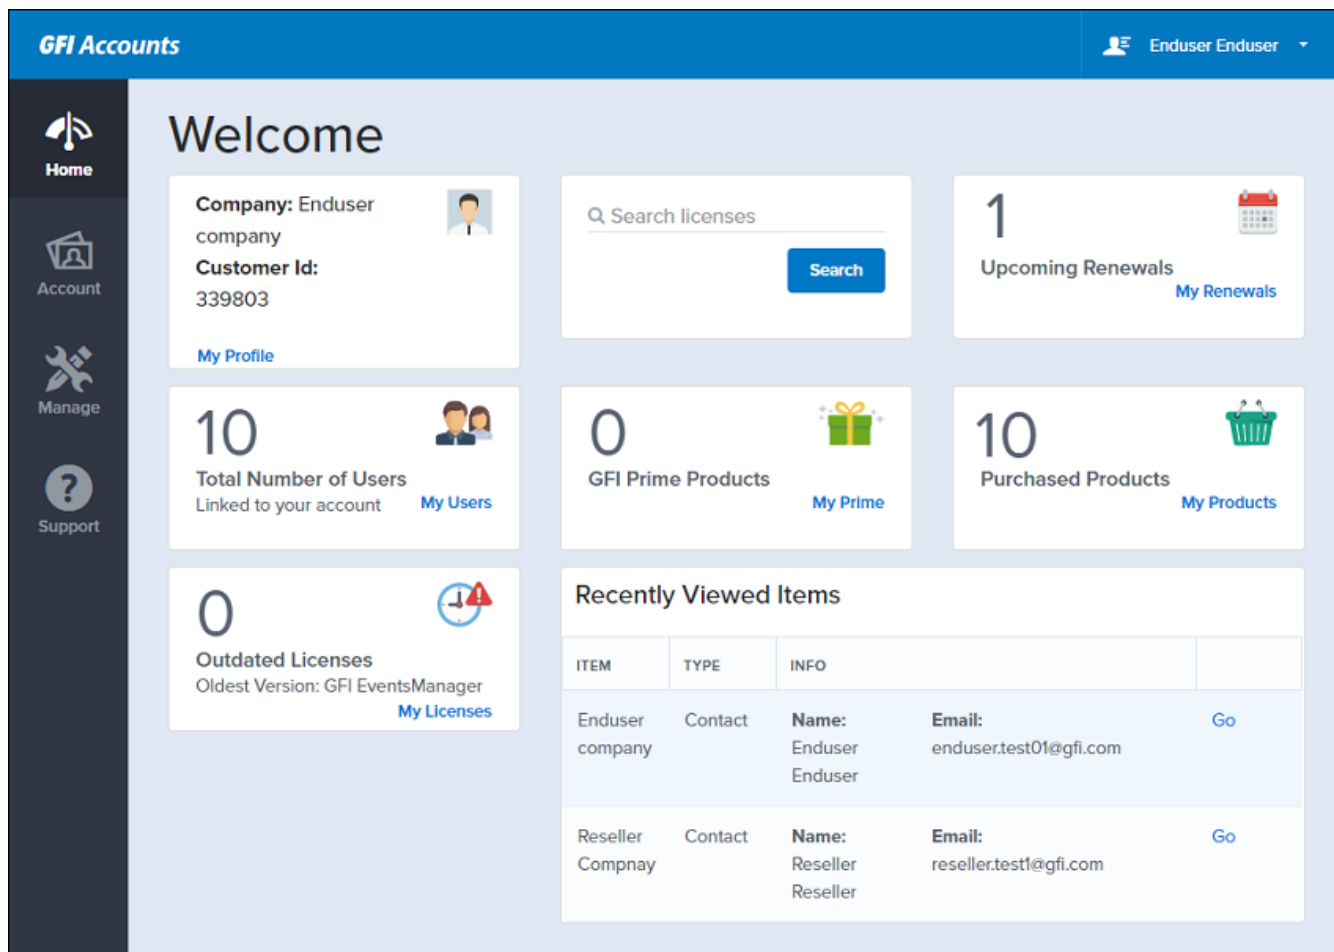 GFI Accounts
Enduser Enduser
Home
Account
Manage
Support
Welcome
Company: Enduser
company
Customer Id:
339803
My Profile
Search licenses
Search
1
Upcoming Renewals
My Renewals
10
Total Number of Users
Linked to your account
My Users
0
GFI Prime Products
My Prime
10
Purchased Products
My Products
0
Outdated Licenses
Oldest Version: GFI EventsManager
My Licenses
Recently Viewed Items
ITEM TYPE INFO
Enduser Contact Name: Email: Go
company Enduser enduser.test01@gfi.com
Enduser
Reseller Contact Name: Email: Go
Compnay Reseller reseller.test1@gfi.com
Reseller